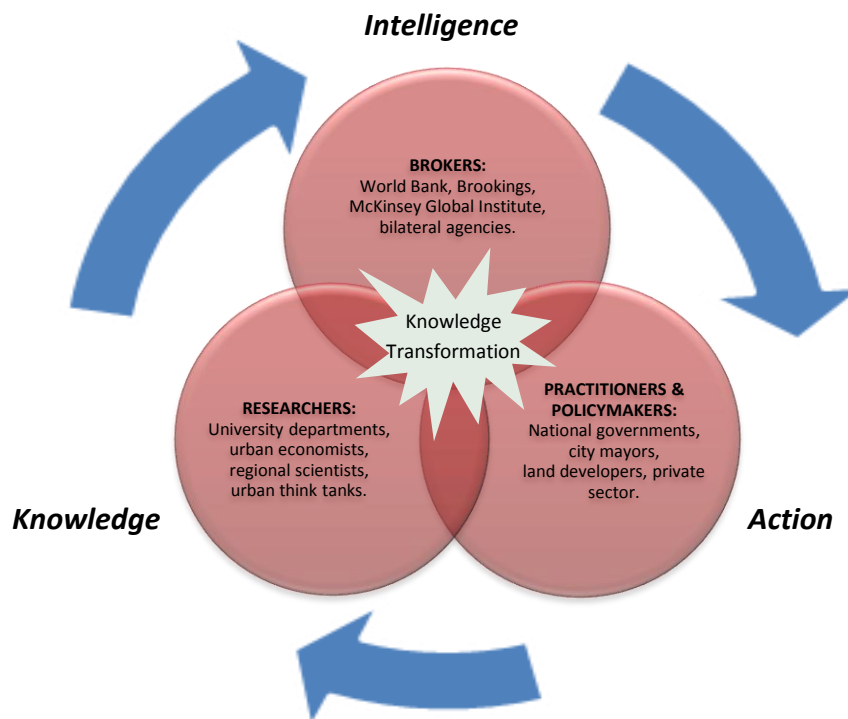 Intelligence
BROKERS:
World Bank, Brookings,
McKinsey Global Institute,
bilateral agencies.
Knowledge
Transformation
RESEARCHERS:
University departments,
urban economists,
regional scientists,
urban think tanks.
PRACTITIONERS &
POLICYMAKERS:
National governments,
city mayors,
land developers, private
sector.
Knowledge
Action